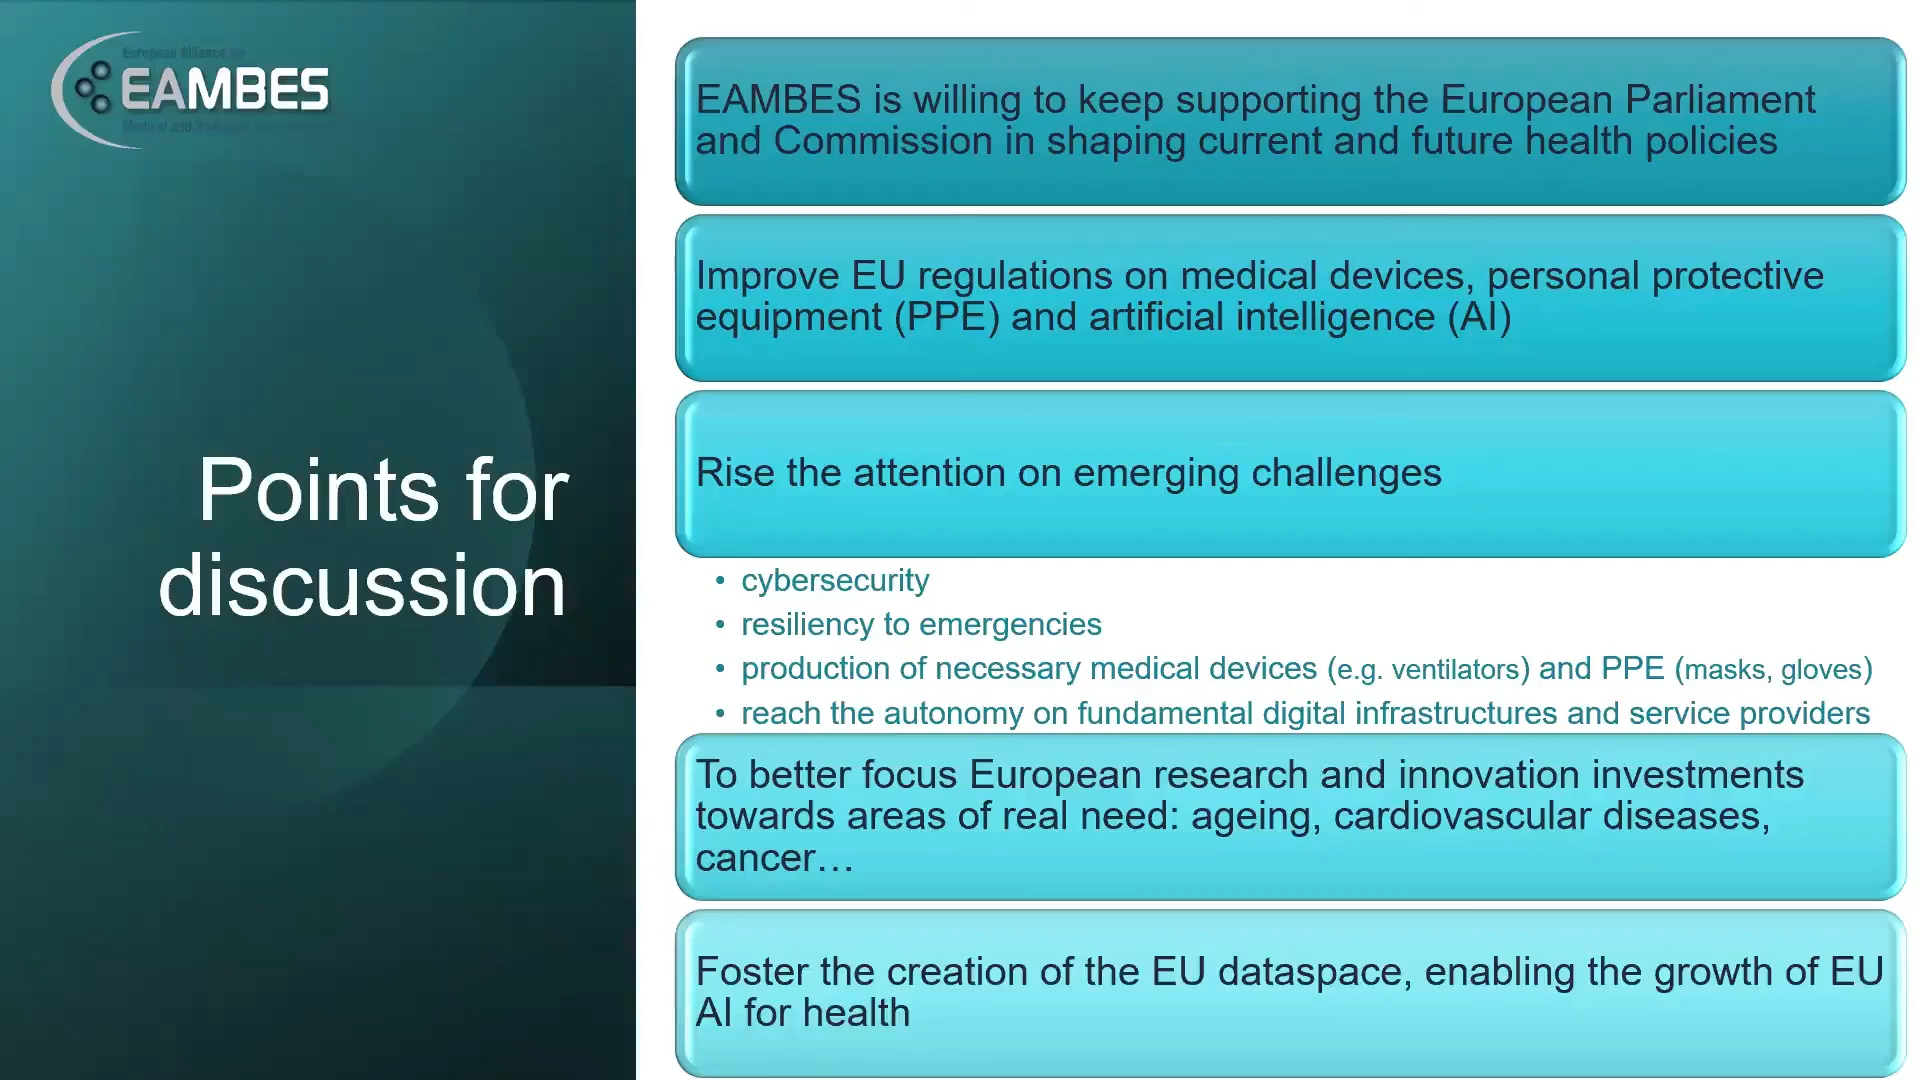 European Alliance for
EAMBES
Medical and
Points for
discussion
EAMBES is willing to keep supporting the European Parliament
and Commission in shaping current and future health policies
Improve EU regulations on medical devices, personal protective
equipment (PPE) and artificial intelligence (AI)
Rise the attention on emerging challenges
• cybersecurity
• resiliency to emergencies
• production of necessary medical devices (e.g. ventilators) and PPE (masks, gloves)
• reach the autonomy on fundamental digital infrastructures and service providers
To better focus European research and innovation investments
towards areas of real need: ageing, cardiovascular diseases,
cancer…
Foster the creation of the EU dataspace, enabling the growth of EU
AI for health